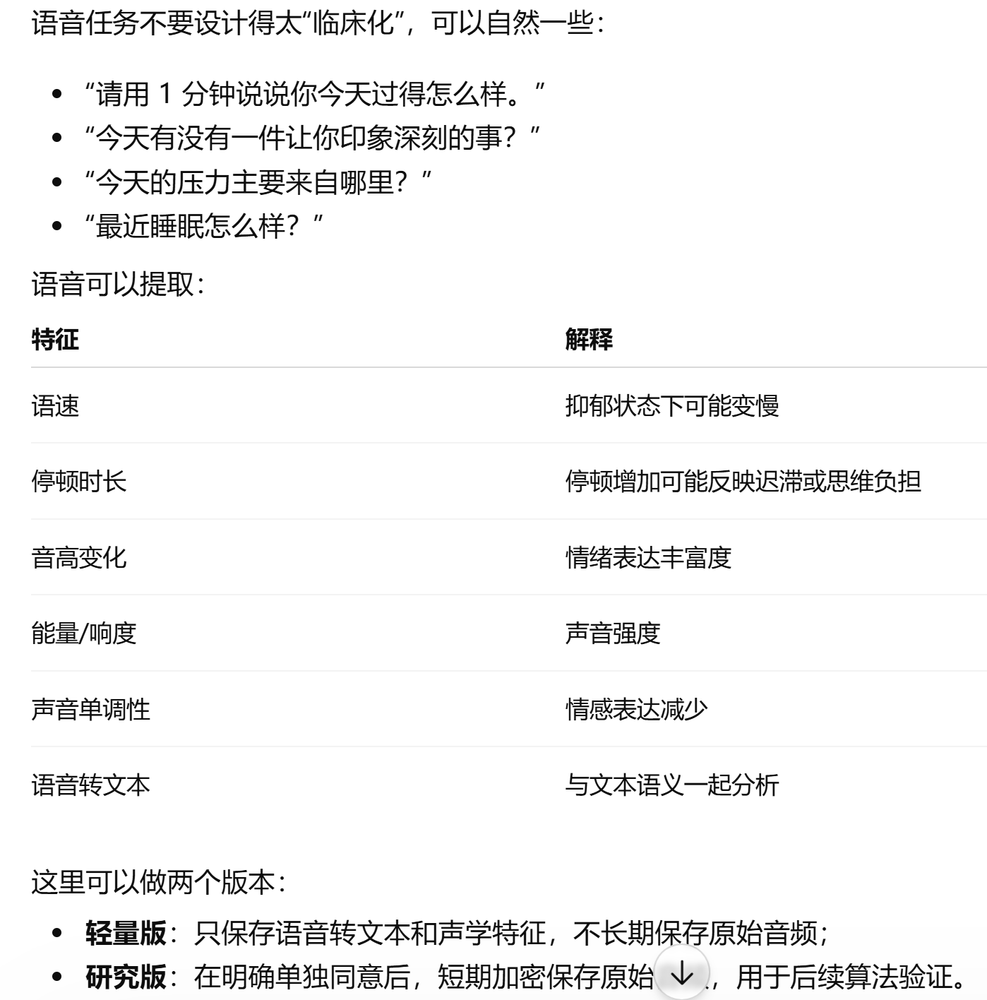 语音任务不要设计得太“临床化”，可以自然一些：
• “请用 1 分钟说说你今天过得怎么样。”
• “今天有没有一件让你印象深刻的事？”
• “今天的压力主要来自哪里？”
• “最近睡眠怎么样？”
语音可以提取：
特征 解释
语速 抑郁状态下可能变慢
停顿时长 停顿增加可能反映迟滞或思维负担
音高变化 情绪表达丰富度
能量/响度 声音强度
声音单调性 情感表达减少
语音转文本 与文本语义一起分析
这里可以做两个版本：
• 轻量版：只保存语音转文本和声学特征，不长期保存原始音频；
• 研究版：在明确单独同意后，短期加密保存原始，用于后续算法验证。